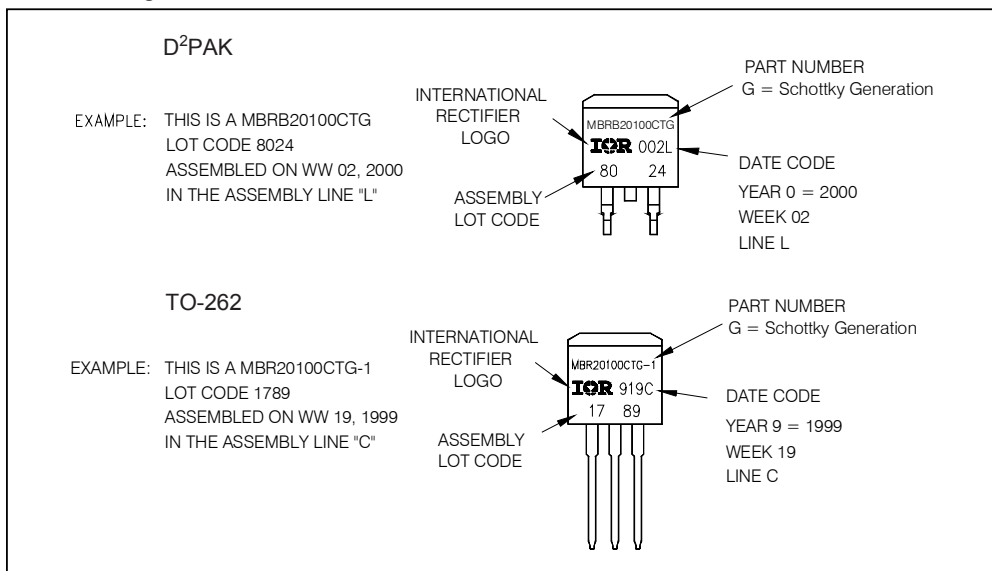 D²PAK
EXAMPLE: THIS IS A MBRB20100CTG
LOT CODE 8024
ASSEMBLED ON WW 02, 2000
IN THE ASSEMBLY LINE "L"
INTERNATIONAL
RECTIFIER
LOGO
ASSEMBLY
LOT CODE
MBRB20100CTG
IOR 002L
80 24
PART NUMBER
G = Schottky Generation
DATE CODE
YEAR 0 = 2000
WEEK 02
LINE L
TO-262
EXAMPLE: THIS IS A MBR20100CTG-1
LOT CODE 1789
ASSEMBLED ON WW 19, 1999
IN THE ASSEMBLY LINE "C"
INTERNATIONAL
RECTIFIER
LOGO
ASSEMBLY
LOT CODE
MBR20100CTG-1
IOR 919C
17 89
PART NUMBER
G = Schottky Generation
DATE CODE
YEAR 9 = 1999
WEEK 19
LINE C